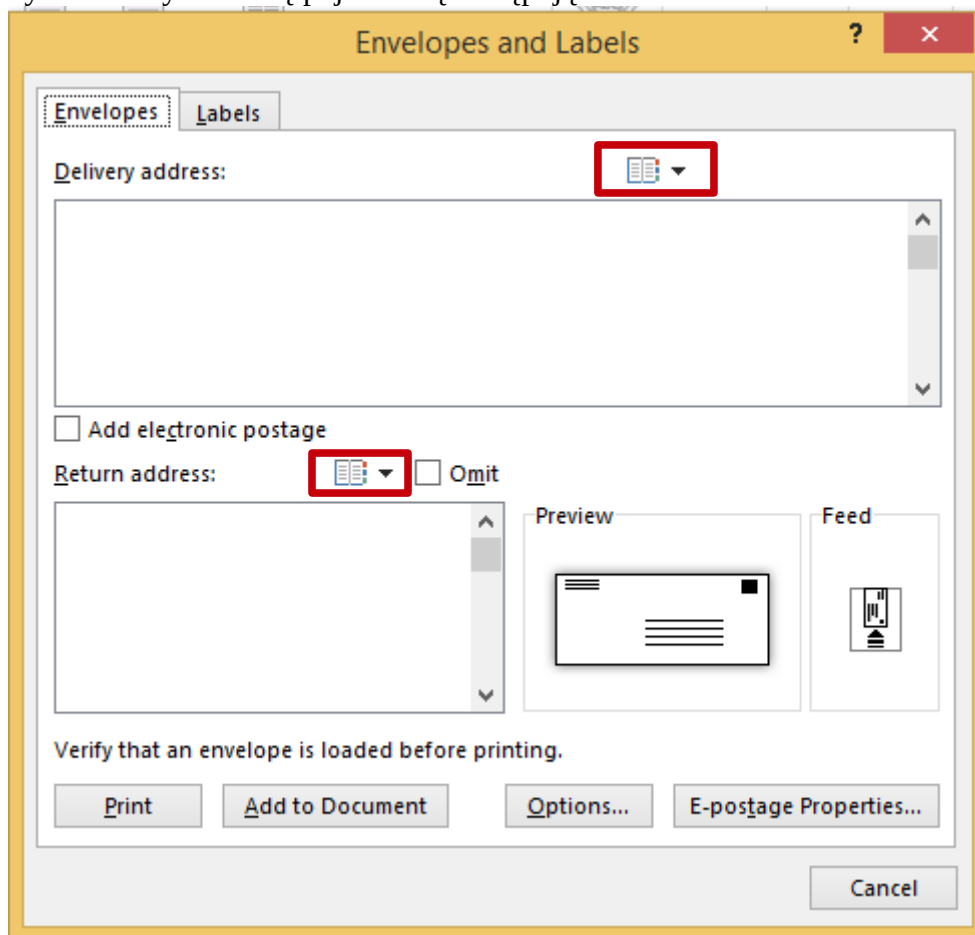 Envelopes and Labels ? ×
Envelopes Labels
Delivery address:
Add electronic postage
Return address: Omit
Preview Feed
Verify that an envelope is loaded before printing.
Print Add to Document Options... E-postage Properties...
Cancel